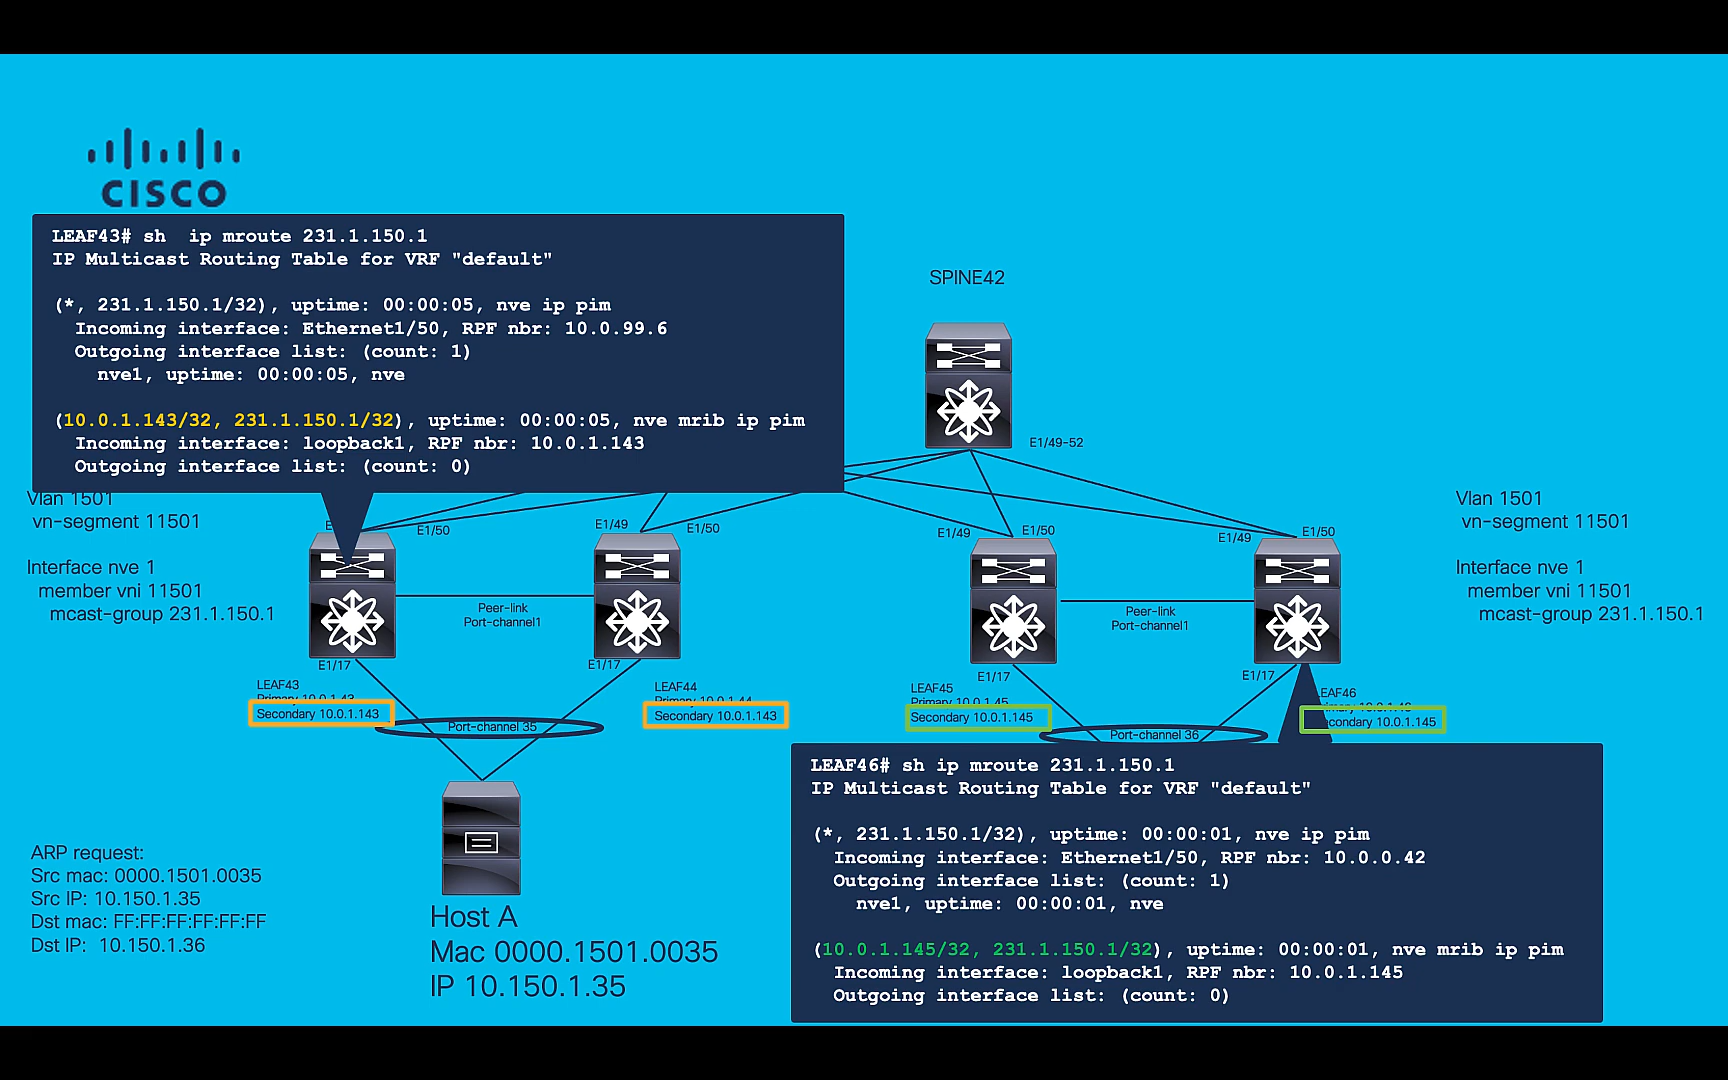 CISCO
LEAF43# sh  ip mroute 231.1.150.1
IP Multicast Routing Table for VRF "default"
(*, 231.1.150.1/32), uptime: 00:00:05, nve ip pim
Incoming interface: Ethernet1/50, RPF nbr: 10.0.99.6
Outgoing interface list: (count: 1)
nve1, uptime: 00:00:05, nve
(10.0.1.143/32, 231.1.150.1/32), uptime: 00:00:05, nve mrib ip pim
Incoming interface: loopback1, RPF nbr: 10.0.1.143
Outgoing interface list: (count: 0)
SPINE42
E1/49-52
Vlan 1501
vn-segment 11501
Interface nve 1
member vni 11501
mcast-group 231.1.150.1
E1/50
E1/49
E1/50
E1/49
E1/50
E1/49
E1/50
Vlan 1501
vn-segment 11501
Interface nve 1
member vni 11501
mcast-group 231.1.150.1
Peer-link
Port-channel1
Peer-link
Port-channel1
E1/17
E1/17
E1/17
E1/17
LEAF43
Primary 10.0.1.43
Secondary 10.0.1.143
LEAF44
Primary 10.0.1.44
Secondary 10.0.1.143
LEAF45
Primary 10.0.1.45
Secondary 10.0.1.145
LEAF46
10.0.1.145
Port-channel 35
Port-channel 36
LEAF46# sh ip mroute 231.1.150.1
IP Multicast Routing Table for VRF "default"
(*, 231.1.150.1/32), uptime: 00:00:01, nve ip pim
Incoming interface: Ethernet1/50, RPF nbr: 10.0.0.42
Outgoing interface list: (count: 1)
nve1, uptime: 00:00:01, nve
(10.0.1.145/32, 231.1.150.1/32), uptime: 00:00:01, nve mrib ip pim
Incoming interface: loopback1, RPF nbr: 10.0.1.145
Outgoing interface list: (count: 0)
ARP request:
Src mac: 0000.1501.0035
Src IP: 10.150.1.35
Dst mac: FF:FF:FF:FF:FF:FF
Dst IP:  10.150.1.36
Host A
Mac 0000.1501.0035
IP 10.150.1.35